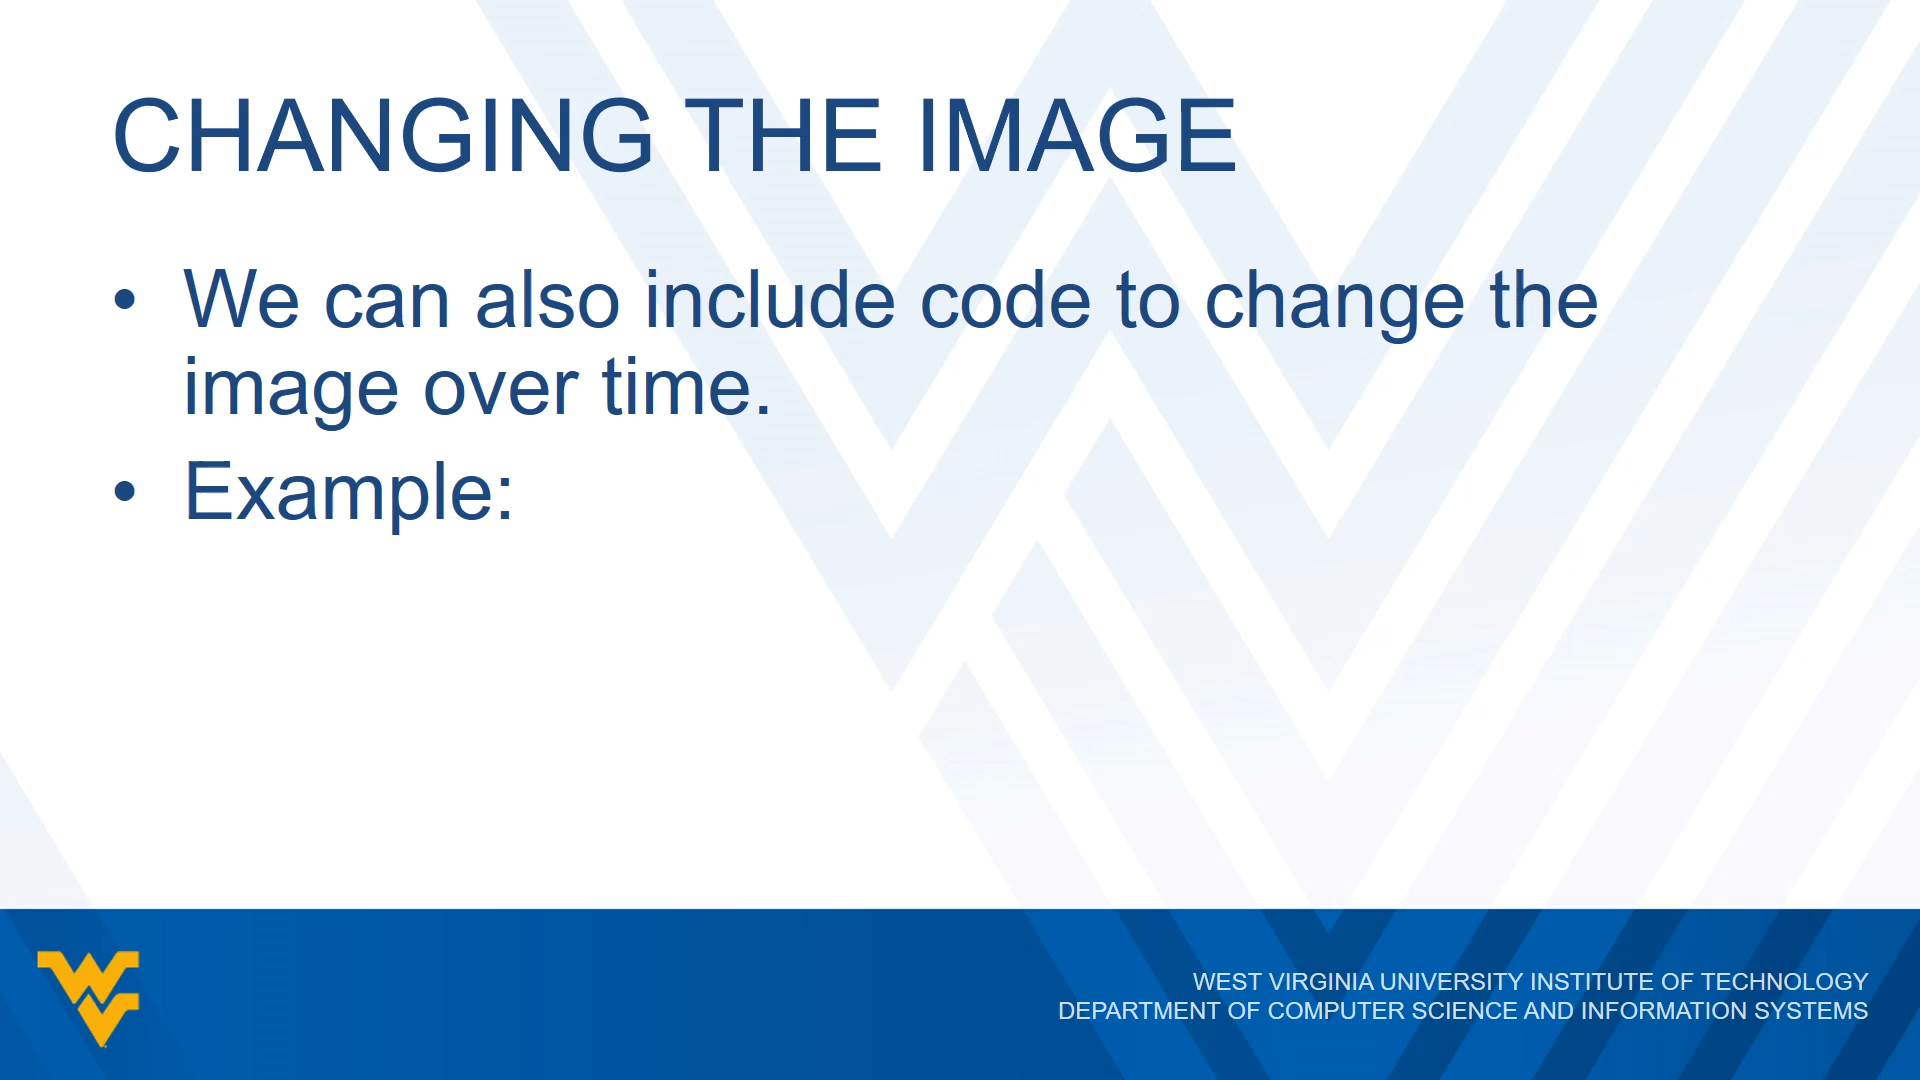 CHANGING THE IMAGE
• We can also include code to change the
image over time.
• Example:
WEST VIRGINIA UNIVERSITY INSTITUTE OF TECHNOLOGY
DEPARTMENT OF COMPUTER SCIENCE AND INFORMATION SYSTEMS